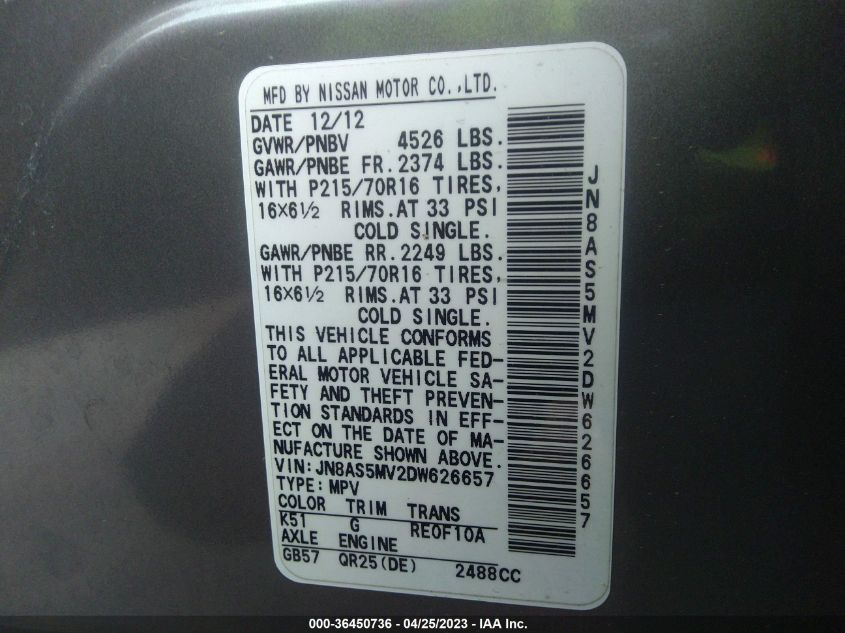 MFD BY NISSAN MOTOR CO.,LTD.
DATE 12/12
GVWR/PNBV 4526 LBS.
GAWR/PNBE FR. 2374 LBS.
WITH P215/70R16 TIRES,
16×6½ RIMS.AT 33 PSI
COLD SINGLE.
GAWR/PNBE RR. 2249 LBS.
WITH P215/70R16 TIRES,
16×6½ RIMS.AT 33 PSI
COLD SINGLE.
THIS VEHICLE CONFORMS
TO ALL APPLICABLE FED-
ERAL MOTOR VEHICLE SA-
FETY AND THEFT PREVEN-
TION STANDARDS IN EFF-
ECT ON THE DATE OF MA-
NUFACTURE SHOWN ABOVE.
VIN:JN8AS5MV2DW626657
TYPE: MPV
COLOR TRIM TRANS
K51 G RE0F10A
AXLE ENGINE
GB57 QR25(DE) 2488CC
JN8AS5MV2DW626657
000-36450736 - 04/25/2023 - IAA Inc.